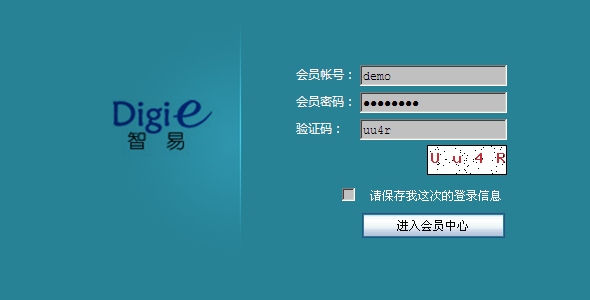 Digie
智易
会员帐号：demo
会员密码：●●●●●●●●
验证码：uu4r
U u 4 R
请保存我这次的登录信息
进入会员中心